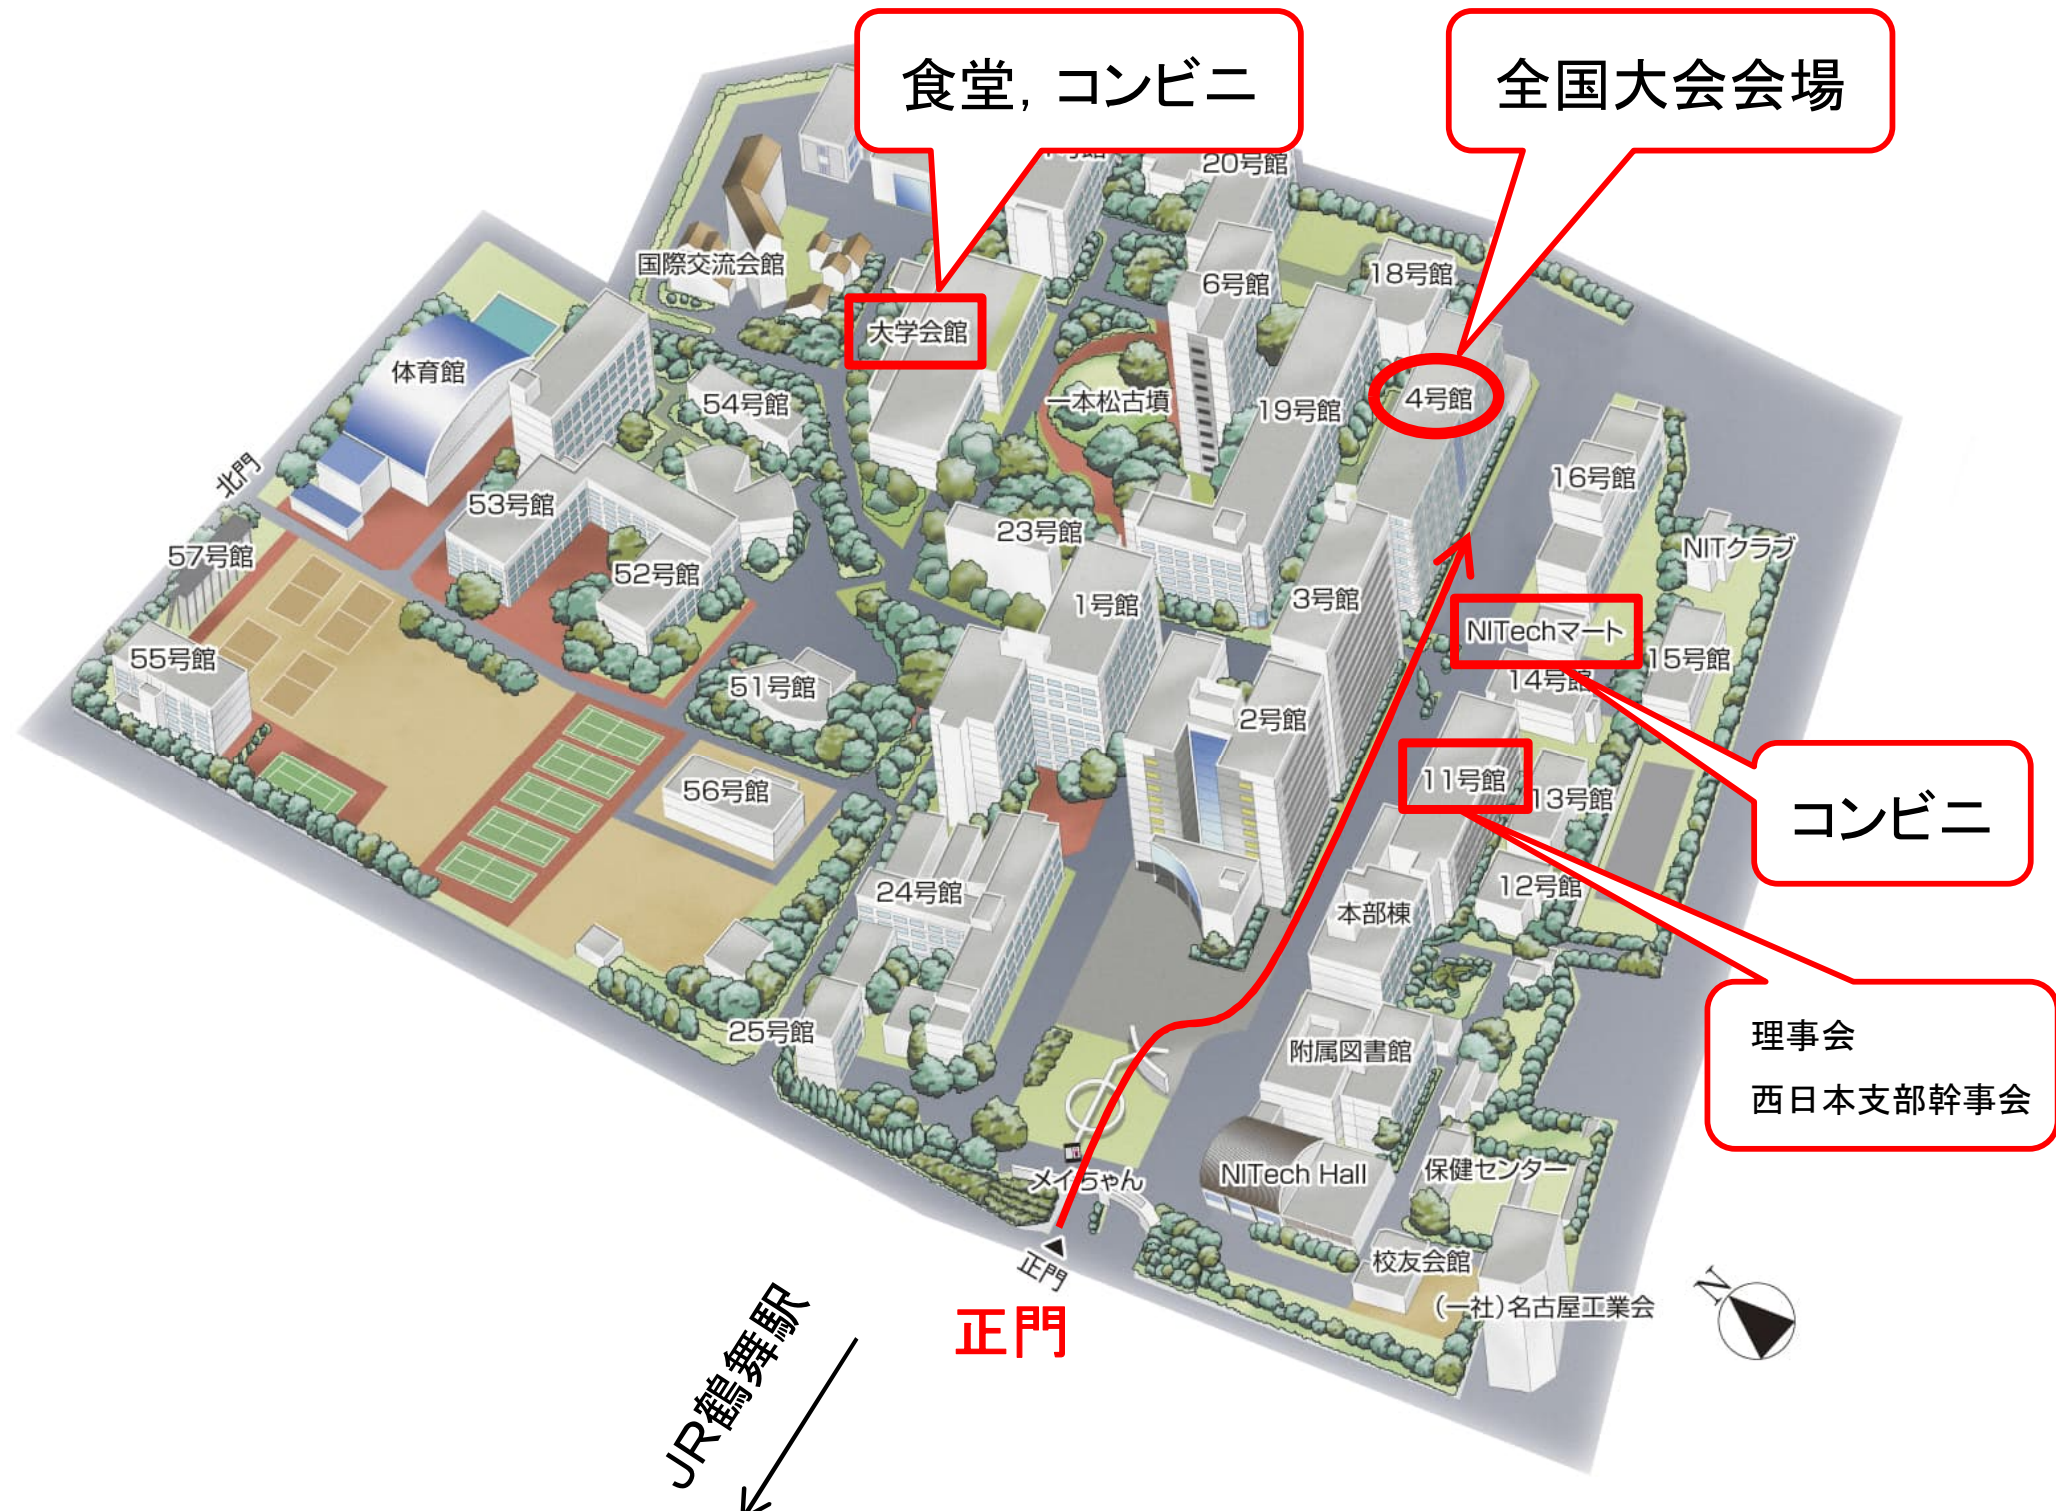 食堂, コンビニ
全国大会会場
20号館
国際交流会館
6号館
18号館
大学会館
体育館
54号館
一本松古墳
19号館
4号館
北門
53号館
23号館
16号館
57号館
52号館
1号館
3号館
NITクラブ
NITechマート
55号館
51号館
2号館
14号館
15号館
56号館
11号館
13号館
コンビニ
24号館
本部棟
12号館
25号館
附属図書館
理事会
西日本支部幹事会
メイちゃん
NITech Hall
保健センター
正門
校友会館
正門
(一社)名古屋工業会
N
JR鶴舞駅